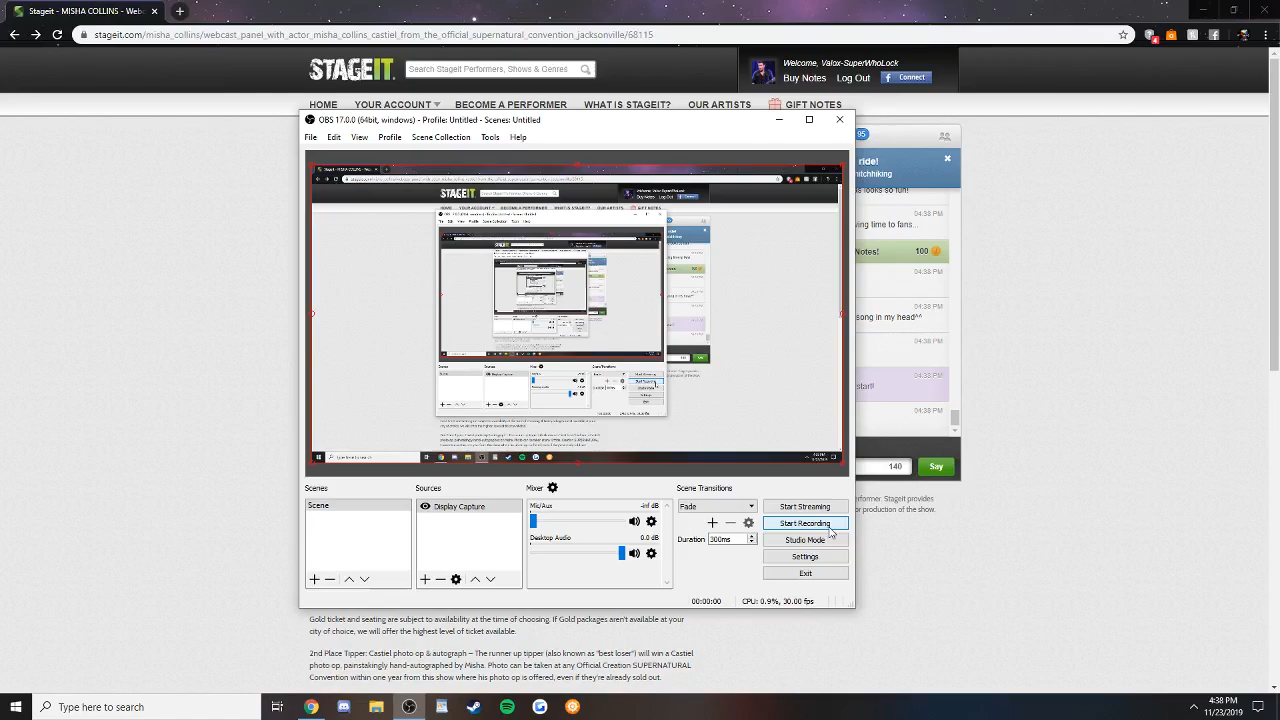 Stageit - MISHA COLLINS - Web
stageit.com/misha_collins/webcast_panel_with_actor_misha_collins_castiel_from_the_official_supernatural_convention_jacksonville/68115
STAGEIT.
Search StageIt Performers, Shows & Genres
Welcome, Valox-SuperWhoLock
Buy Notes
Log Out
Connect
HOME
YOUR ACCOUNT
BECOME A PERFORMER
WHAT IS STAGEIT?
OUR ARTISTS
GIFT NOTES
OBS 17.0.0 (64bit, windows) - Profile: Untitled - Scenes: Untitled
File Edit View Profile Scene Collection Tools Help
95
ride!
hitchhiking
s looks so fun!
04:38 PM
ving time to fans...
Notes! 100
04:38 PM
song in my head^^
04:38 PM
star!!
04:38 PM
140 Say
erformer. Stageit provides
or production of the show.
Scenes
Scene
Sources
Display Capture
Mixer
Mic/Aux -inf dB
Desktop Audio 0.0 dB
Scene Transitions
Fade
Duration 300ms
Start Streaming
Start Recording
Studio Mode
Settings
Exit
00:00:00 CPU: 0.9%, 30.00 fps
Gold ticket and seating are subject to availability at the time of choosing. If Gold packages aren't available at your
city of choice, we will offer the highest level of ticket available.
2nd Place Tipper: Castiel photo op & autograph – The runner up tipper (also known as "best loser") will win a Castiel
photo op, painstakingly hand-autographed by Misha. Photo can be taken at any Official Creation SUPERNATURAL
Convention within one year from this show where his photo op is offered, even if they're already sold out.
Type here to search
4:38 PM
11/23/2019